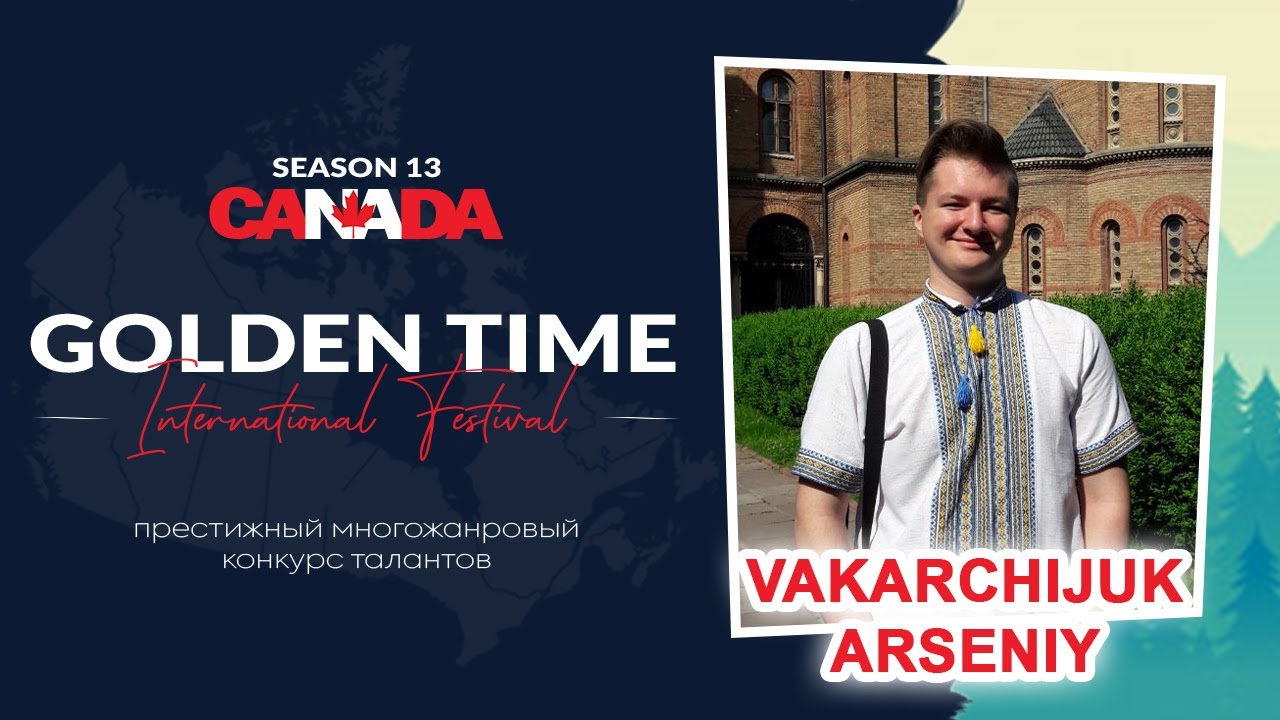 SEASON 13
CANADA
GOLDEN TIME
International Festival
престижный многожанровый
конкурс талантов
VAKARCHIJUK
ARSENIY